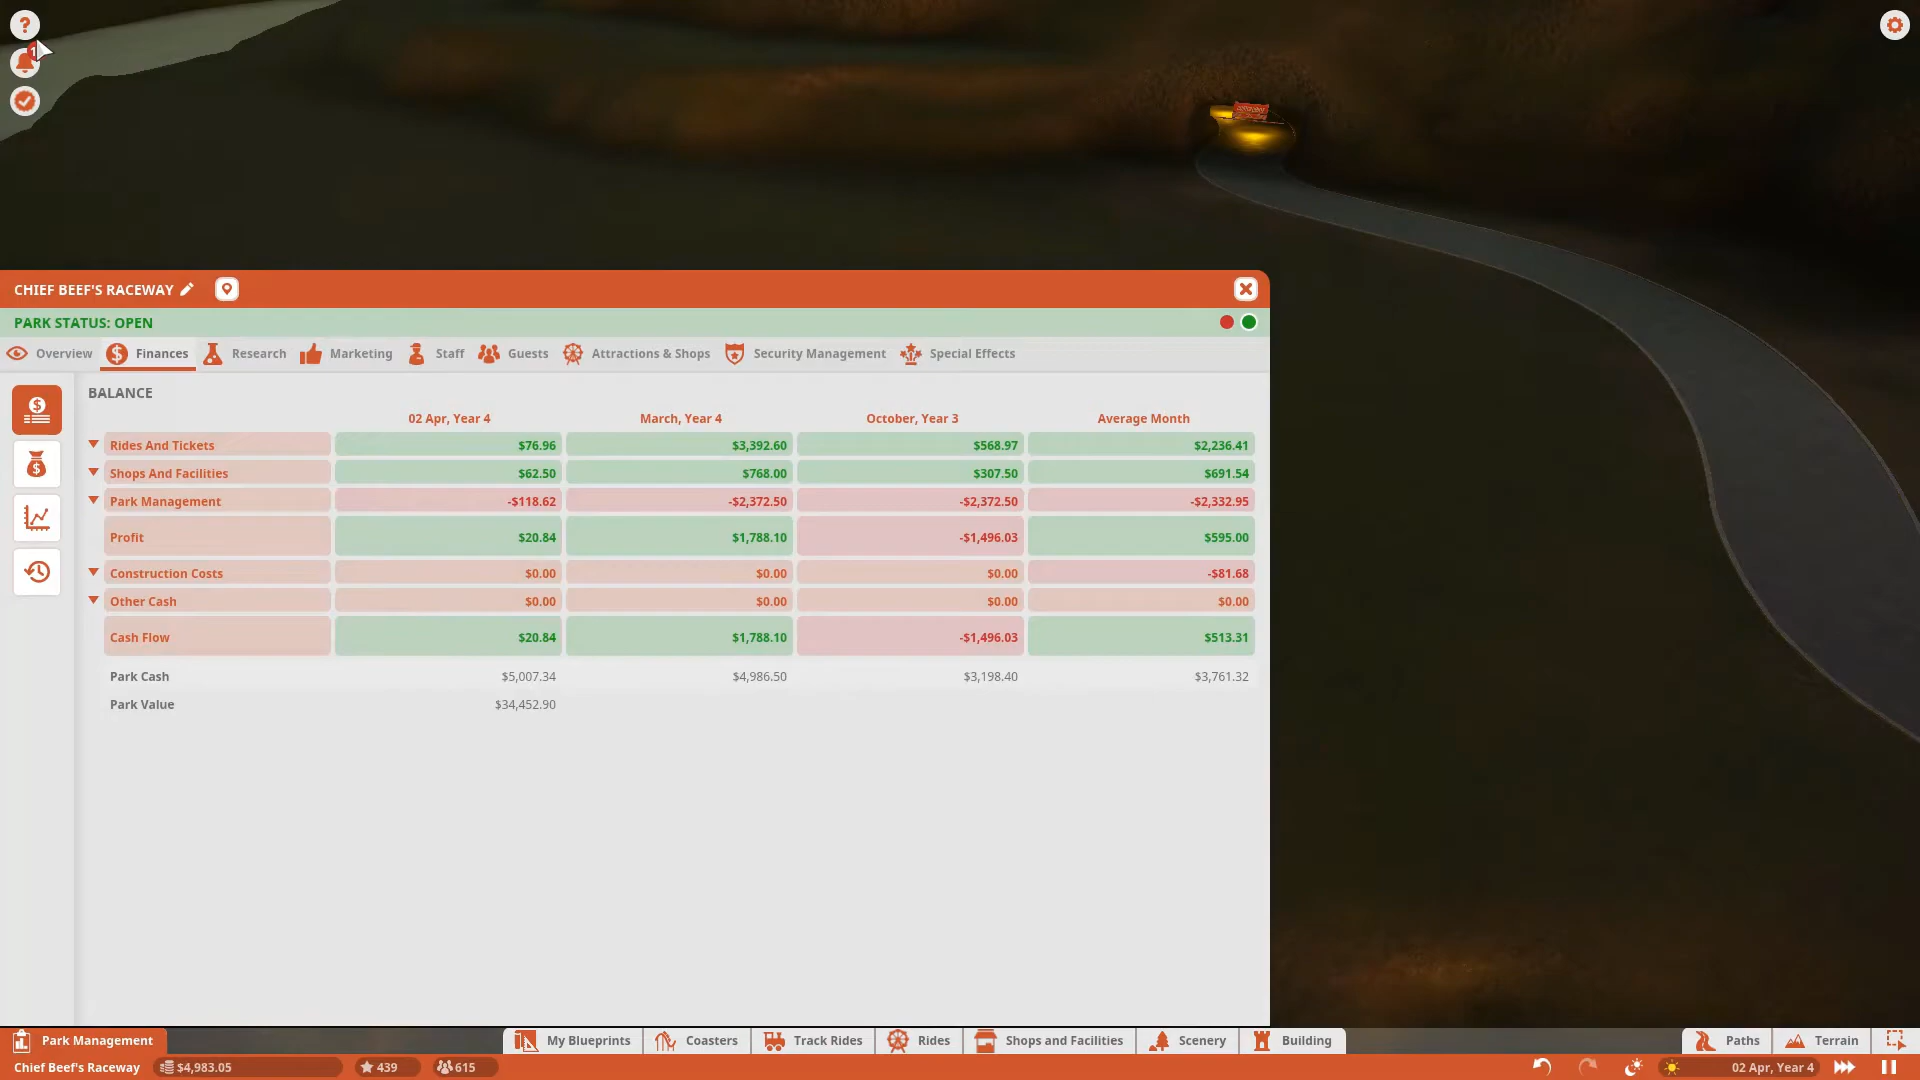 ?
1
CHIEF BEEF'S RACEWAY
PARK STATUS: OPEN
Overview Finances Research Marketing Staff Guests Attractions & Shops Security Management Special Effects
BALANCE
02 Apr, Year 4 March, Year 4 October, Year 3 Average Month
Rides And Tickets $76.96 $3,392.60 $568.97 $2,236.41
Shops And Facilities $62.50 $768.00 $307.50 $691.54
Park Management -$118.62 -$2,372.50 -$2,372.50 -$2,332.95
Profit $20.84 $1,788.10 -$1,496.03 $595.00
Construction Costs $0.00 $0.00 $0.00 -$81.68
Other Cash $0.00 $0.00 $0.00 $0.00
Cash Flow $20.84 $1,788.10 -$1,496.03 $513.31
Park Cash $5,007.34 $4,986.50 $3,198.40 $3,761.32
Park Value $34,452.90
Park Management My Blueprints Coasters Track Rides Rides Shops and Facilities Scenery Building Paths Terrain
Chief Beef's Raceway $4,983.05 439 615 02 Apr, Year 4